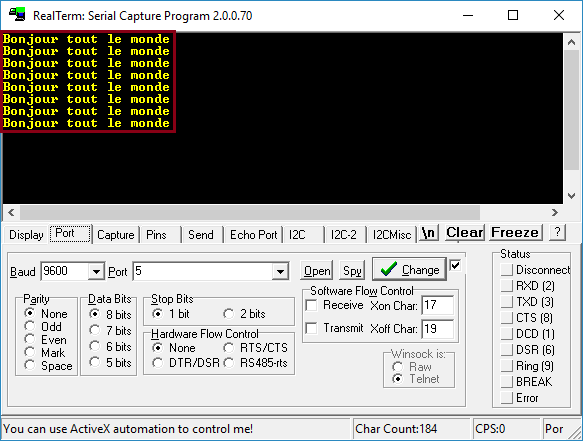 RealTerm: Serial Capture Program 2.0.0.70
Bonjour tout le monde
Bonjour tout le monde
Bonjour tout le monde
Bonjour tout le monde
Bonjour tout le monde
Bonjour tout le monde
Bonjour tout le monde
Bonjour tout le monde
Display Port Capture Pins Send Echo Port I2C I2C-2 I2CMisc \n Clear Freeze ?
Baud 9600 Port 5 Open Spy Change
Parity
None
Odd
Even
Mark
Space
Data Bits
8 bits
7 bits
6 bits
5 bits
Stop Bits
1 bit 2 bits
Hardware Flow Control
None RTS/CTS
DTR/DSR RS485-rts
Software Flow Control
Receive Xon Char: 17
Transmit Xoff Char: 19
Winsock is:
Raw
Telnet
Status
Disconnect
RXD (2)
TXD (3)
CTS (8)
DCD (1)
DSR (6)
Ring (9)
BREAK
Error
You can use ActiveX automation to control me! Char Count:184 CPS:0 Por